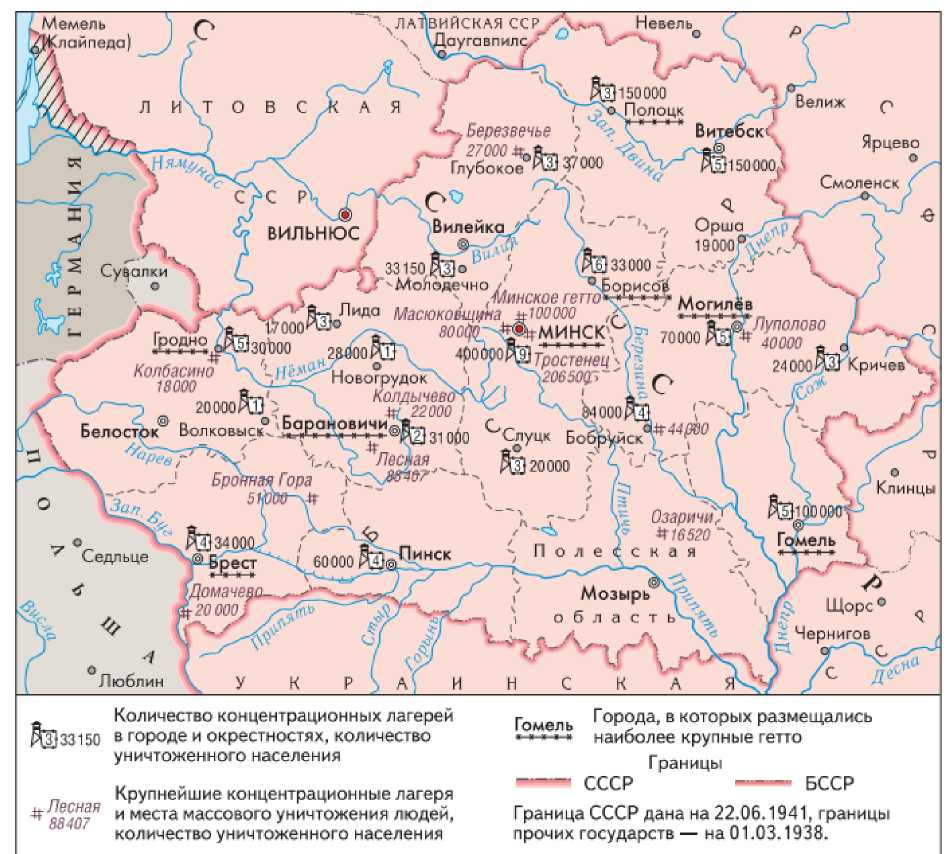 Мемель
(Клайпеда)
С
ЛАТВИЙСКАЯ ССР
Даугавпилс
Невель
Р
ЛИТОВСКАЯ
3 150000
Полоцк
Велиж
С
Березвечье
27000
Глубокое
3 37000
Зап. Двина
Витебск
5 150000
Ярцево
Нямунас
ССР
ВИЛЬНЮС
С
Смоленск
Ф
ГЕРМАНИЯ
Вилейка
Вилия
Орша
19000
Р
Днепр
С
Сувалки
33150 3
Молодечно
6 33000
Борисов
17000 3
Лида
Минское гетто
100000
Масюковщина
80000
МИНСК
Могилёв
70000 5
Луполово
40000
Гродно
5 30000
Колбасино
18000
Нёман
28000 1
Новогрудок
400000 9
Тростенец
206500
С
Березина
24000 3
Кричев
Сож
20000 1
Волковыск
Колдычево
22000
С
Белосток
Барановичи
2 31000
84000 4
Бобруйск
44000
С
Слуцк
3 20000
Нарев
Лесная
88407
Бронная Гора
51000
Клинцы
Птичь
Зап. Буг
Озаричи
16520
5 100000
Гомель
ПОЛЬША
Седльце
4 34000
Брест
Б
60000 4
Пинск
Полесская
область
Мозырь
Домачево
20000
Припять
Стыр
Горынь
Припять
Днепр
Р
Щорс
Р
Висла
Чернигов
С
С
Десна
Люблин
УКРАИНСКАЯ
3 33150
Количество концентрационных лагерей
в городе и окрестностях, количество
уничтоженного населения
Лесная
88407
Крупнейшие концентрационные лагеря
и места массового уничтожения людей,
количество уничтоженного населения
Гомель
Города, в которых размещались
наиболее крупные гетто
Границы
СССР
БССР
Граница СССР дана на 22.06.1941, границы
прочих государств — на 01.03.1938.